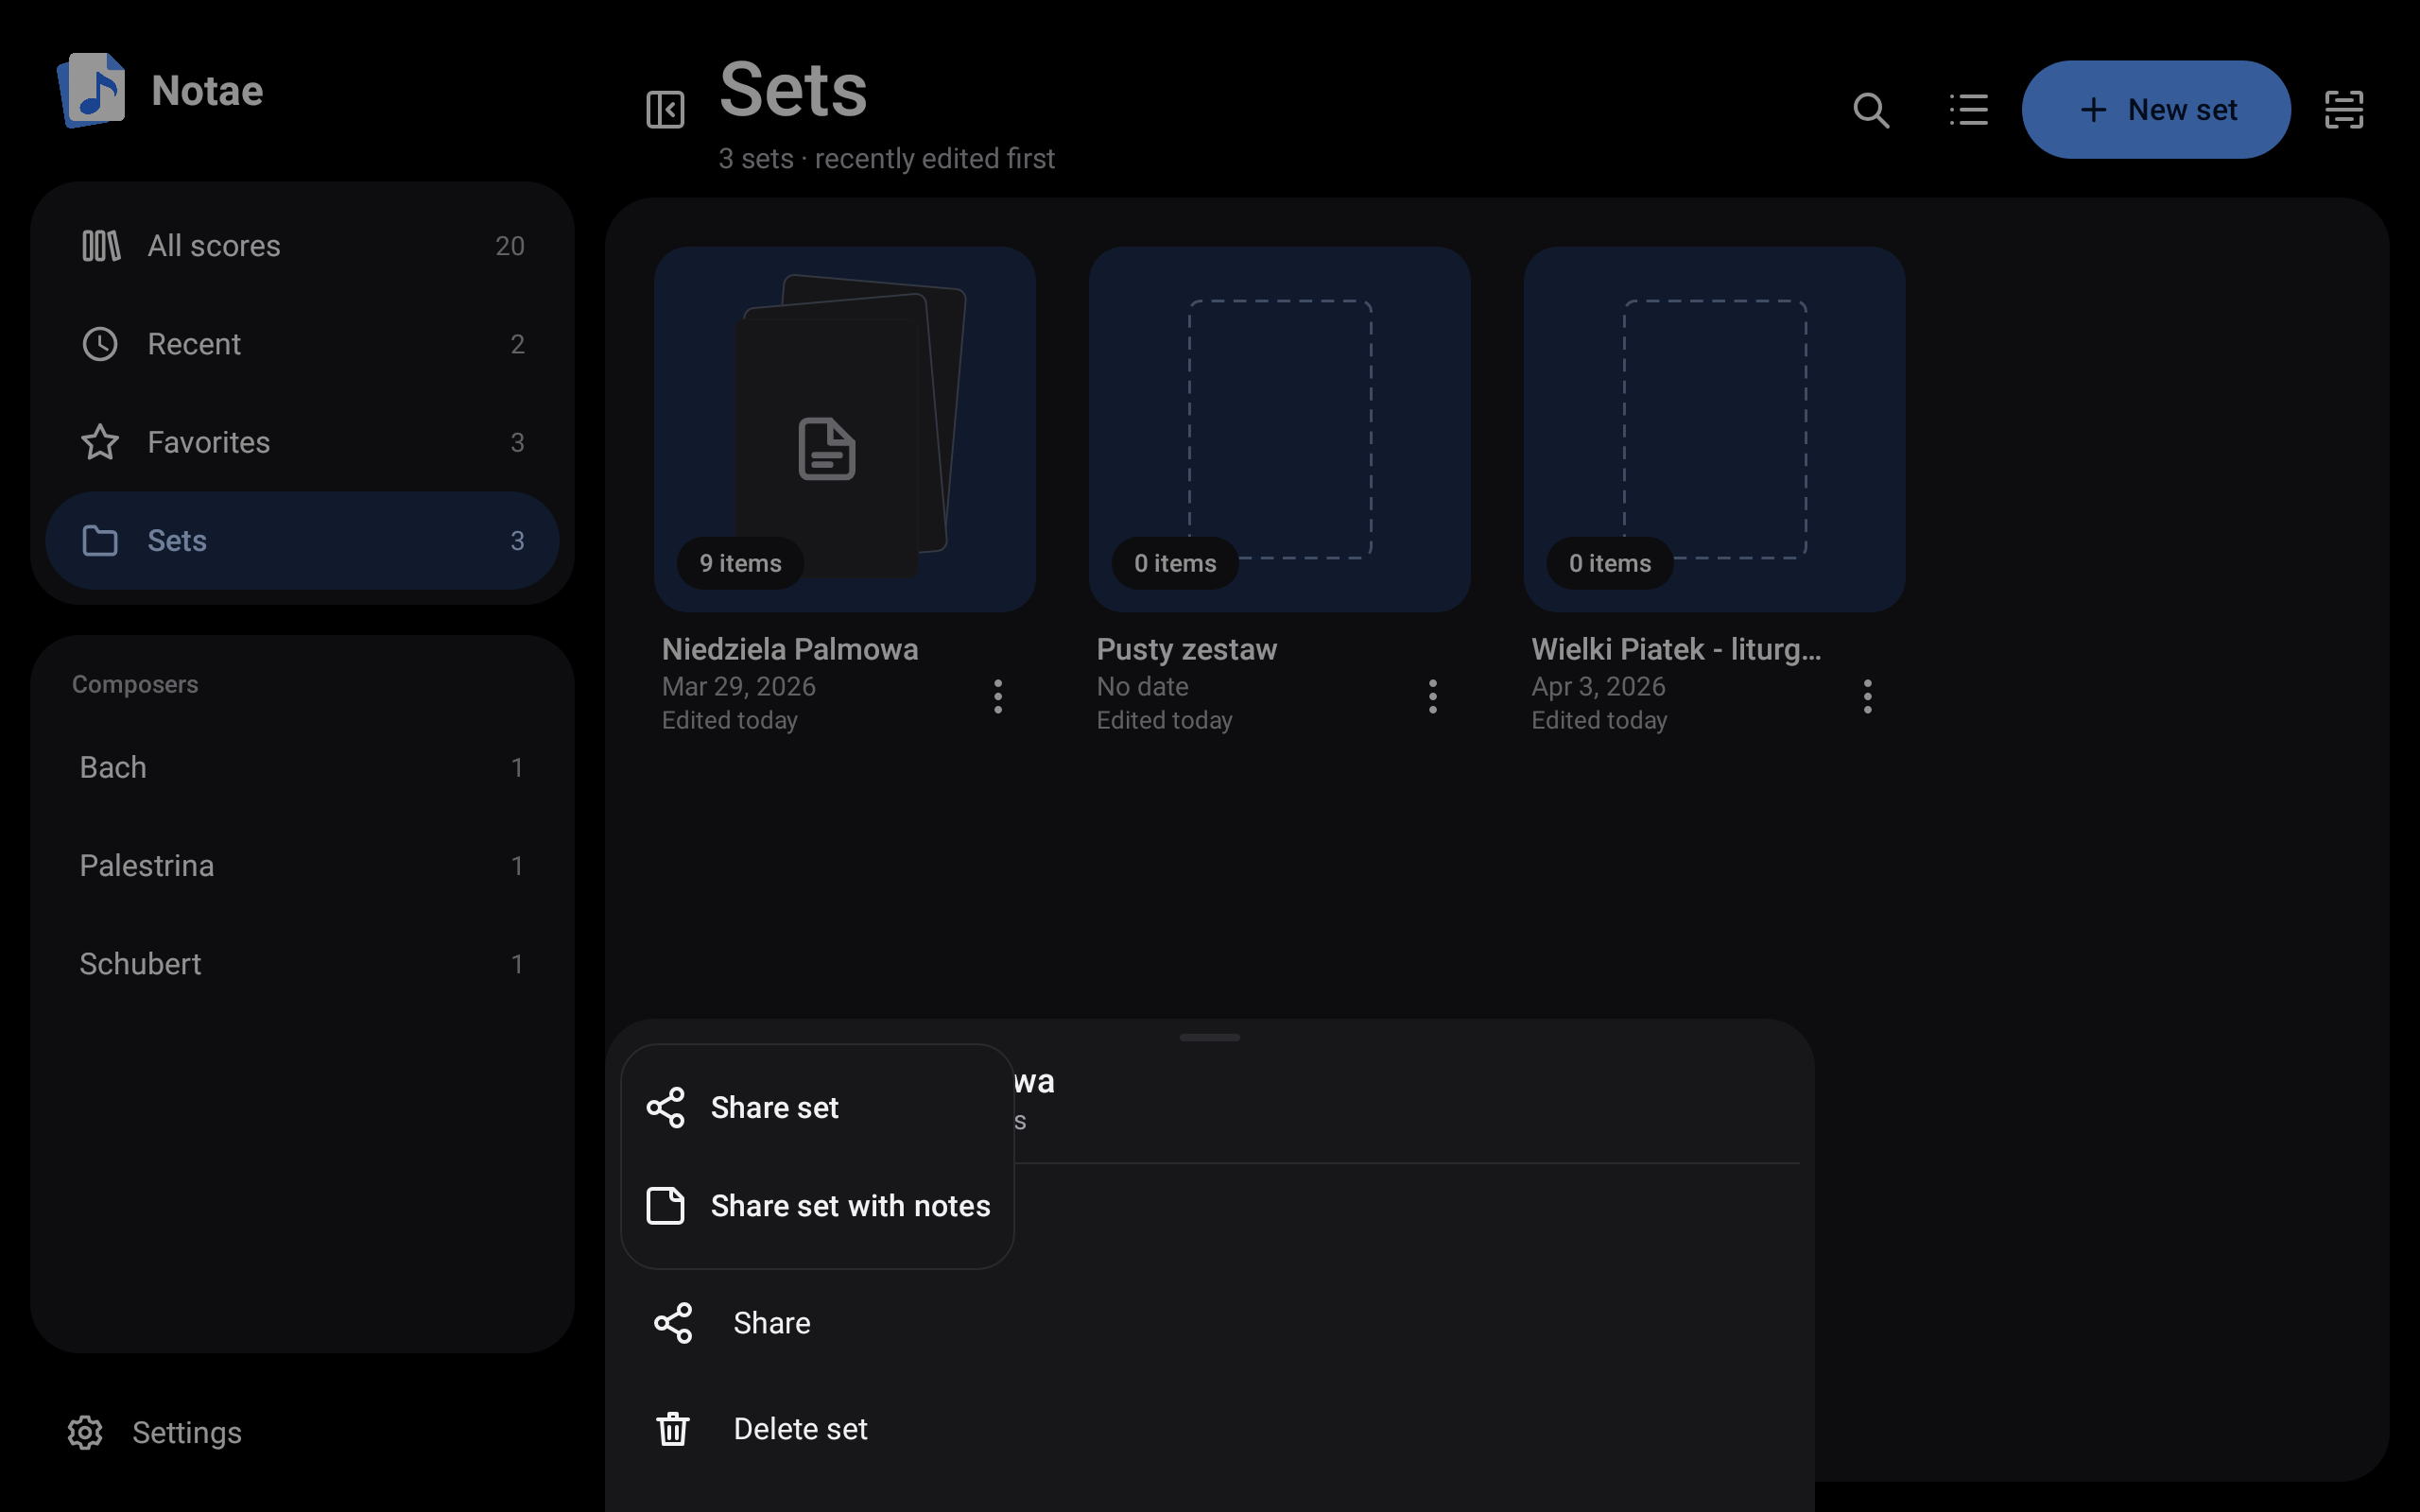 Notae
All scores 20
Recent 2
Favorites 3
Sets 3
Composers
Bach 1
Palestrina 1
Schubert 1
Settings
Sets
3 sets · recently edited first
New set
9 items
Niedziela Palmowa
Mar 29, 2026
Edited today
0 items
Pusty zestaw
No date
Edited today
0 items
Wielki Piatek - liturg...
Apr 3, 2026
Edited today
wa
s
Share set
Share set with notes
Share
Delete set